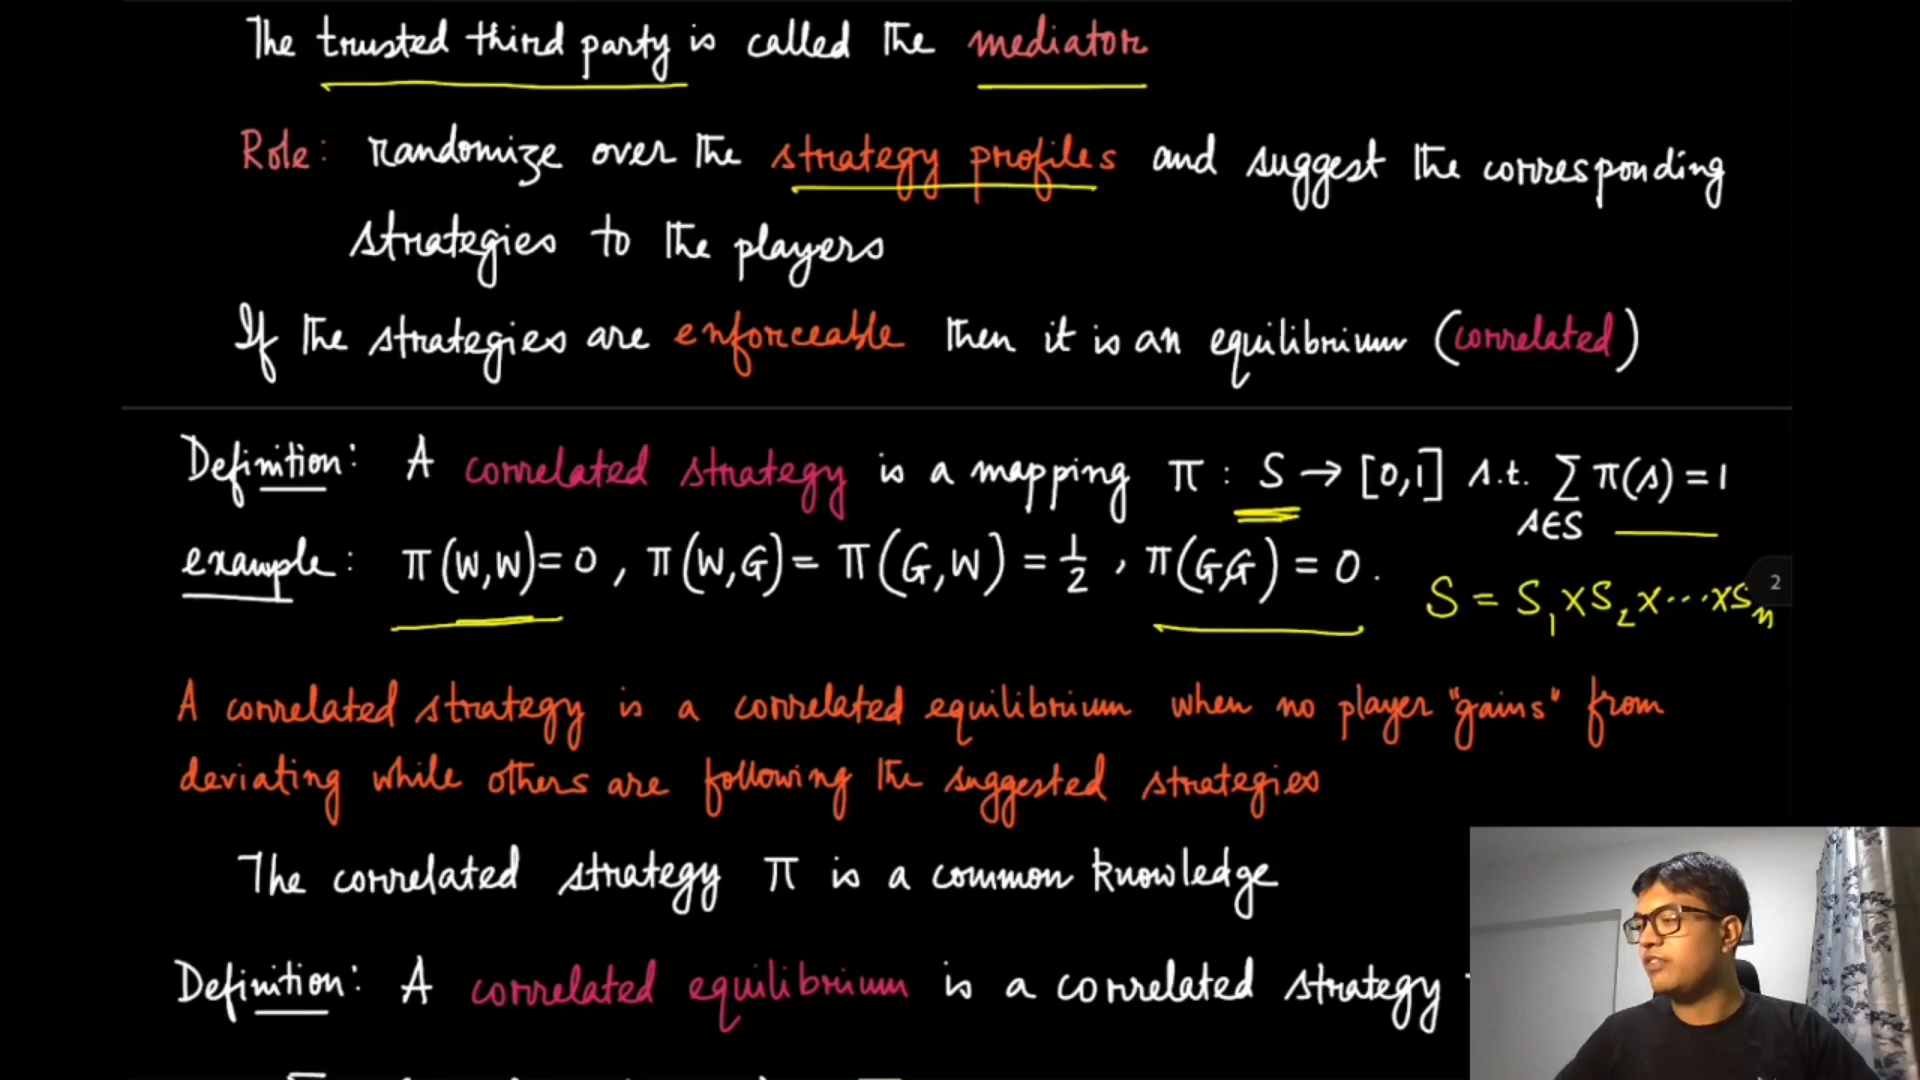 The trusted third party is called the mediator
Role: randomize over the strategy profiles and suggest the corresponding
strategies to the players
If the strategies are enforceable then it is an equilibrium (correlated)
Definition: A correlated strategy is a mapping π : S → [0,1] s.t. ∑ π(s) = 1
s∈S
example: π(W,W) = 0, π(W,G) = π(G,W) = 1/2, π(G,G) = 0.
S = S₁ × S₂ × ··· × Sₙ
2
A correlated strategy is a correlated equilibrium when no player "gains" from
deviating while others are following the suggested strategies
The correlated strategy π is a common knowledge
Definition: A correlated equilibrium is a correlated strategy